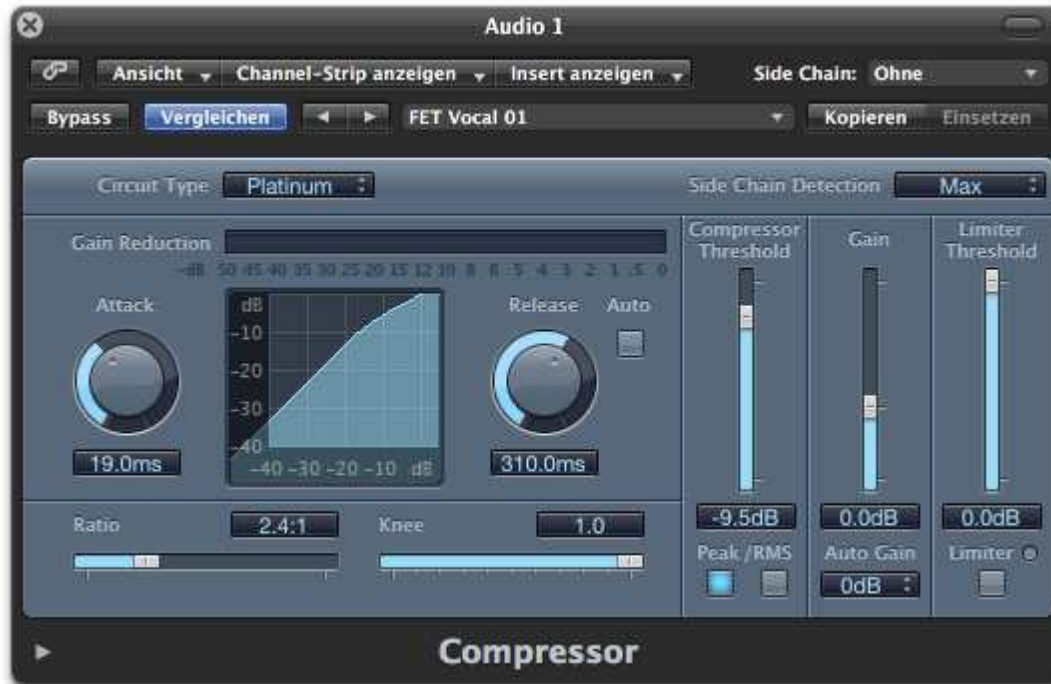 Audio 1
Ansicht Channel-Strip anzeigen Insert anzeigen Side Chain: Ohne
Bypass Vergleichen FET Vocal 01 Kopieren Einsetzen
Circuit Type Platinum Side Chain Detection Max
Gain Reduction Compressor Threshold Gain Limiter Threshold
-dB 50 45 40 35 30 25 20 15 12 10 8 6 5 4 3 2 1 .5 0
Attack dB Release Auto
-10
-20
-30
-40
-40 -30 -20 -10 dB
19.0ms 310.0ms
Ratio 2.4:1 Knee 1.0 -9.5dB 0.0dB 0.0dB
Peak /RMS Auto Gain Limiter
0dB
Compressor